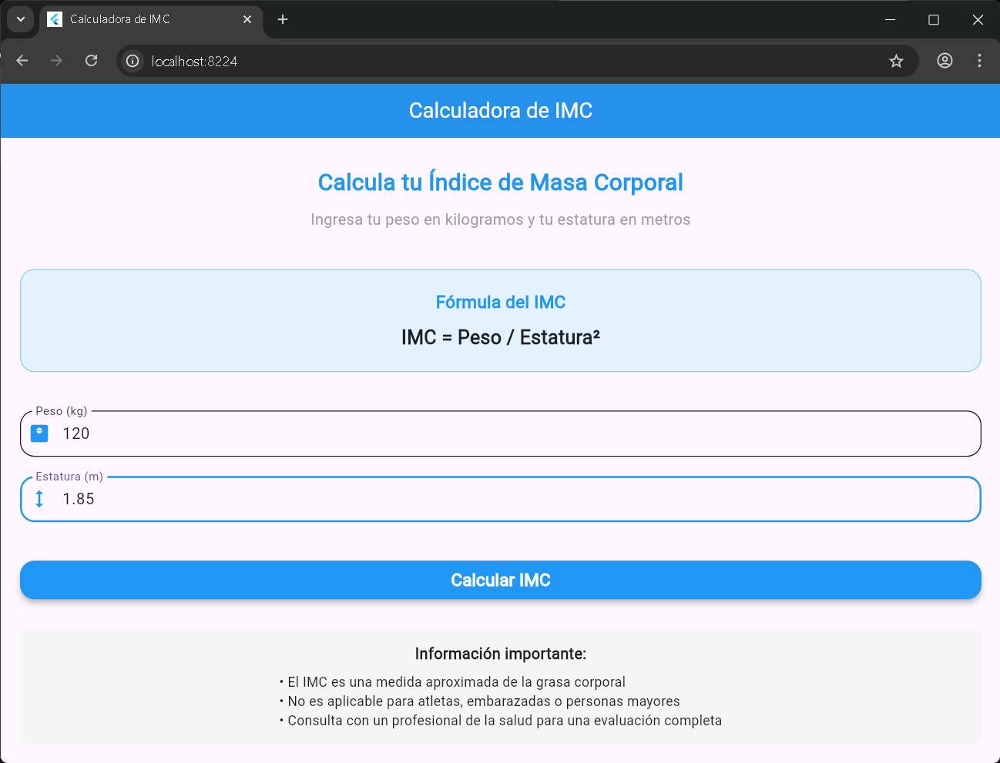 Calculadora de IMC
localhost:8224
Calculadora de IMC
Calcula tu Índice de Masa Corporal
Ingresa tu peso en kilogramos y tu estatura en metros
Fórmula del IMC
IMC = Peso / Estatura²
Peso (kg)
120
Estatura (m)
1.85
Calcular IMC
Información importante:
• El IMC es una medida aproximada de la grasa corporal
• No es aplicable para atletas, embarazadas o personas mayores
• Consulta con un profesional de la salud para una evaluación completa